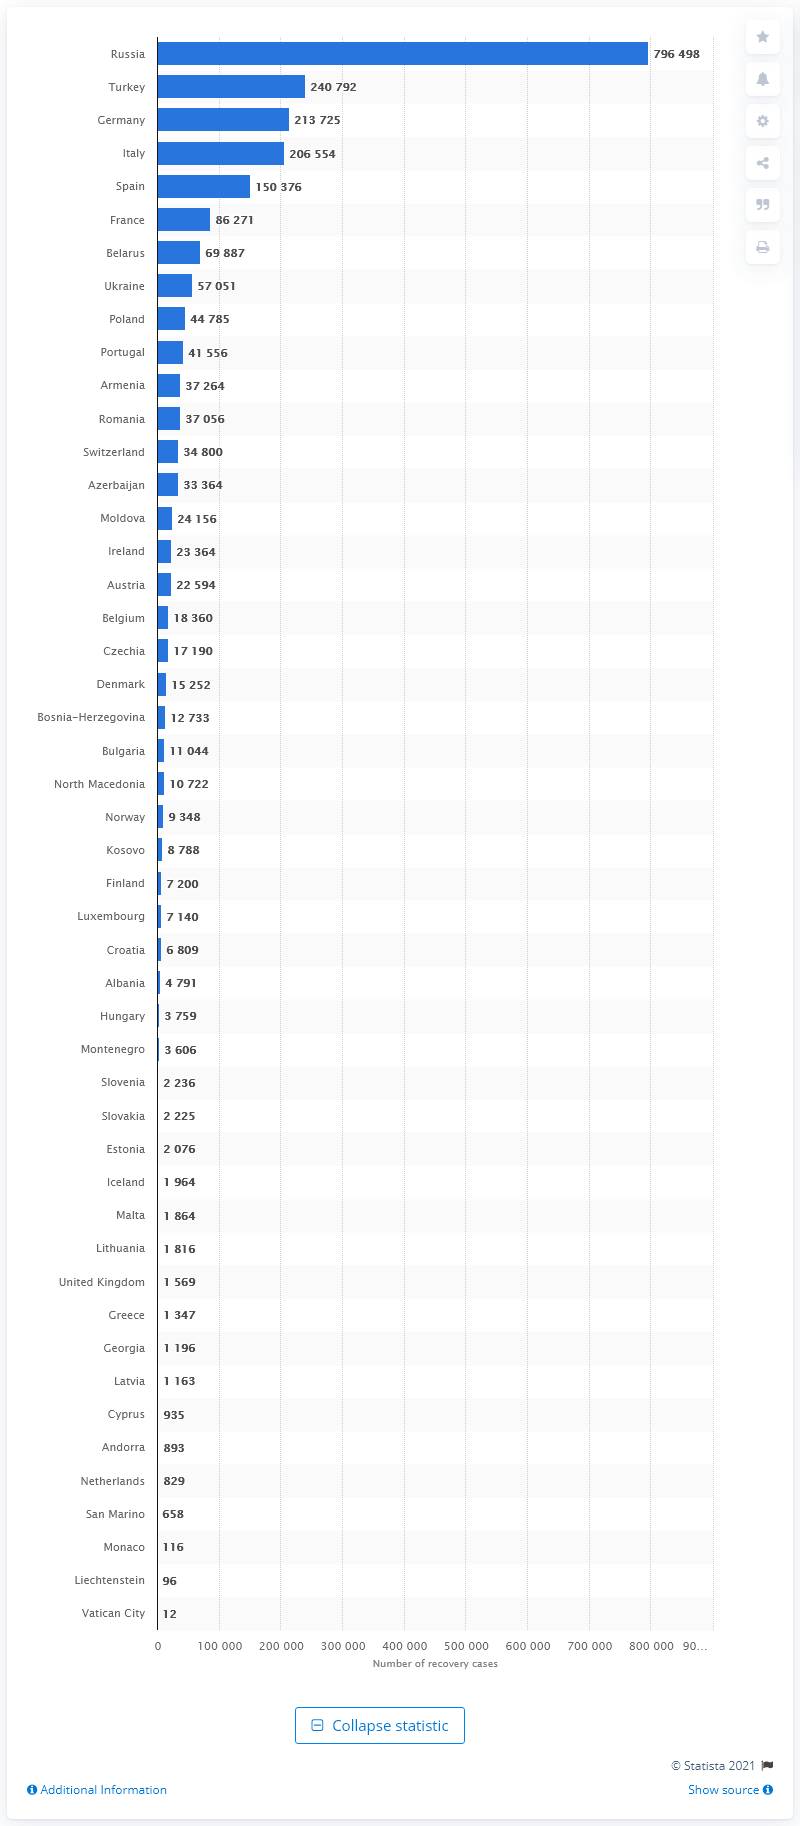 Russia 796 498
Turkey 240 792
Germany 213 725
Italy 206 554
Spain 150 376
France 86 271
Belarus 69 887
Ukraine 57 051
Poland 44 785
Portugal 41 556
Armenia 37 264
Romania 37 056
Switzerland 34 800
Azerbaijan 33 364
Moldova 24 156
Ireland 23 364
Austria 22 594
Belgium 18 360
Czechia 17 190
Denmark 15 252
Bosnia-Herzegovina 12 733
Bulgaria 11 044
North Macedonia 10 722
Norway 9 348
Kosovo 8 788
Finland 7 200
Luxembourg 7 140
Croatia 6 809
Albania 4 791
Hungary 3 759
Montenegro 3 606
Slovenia 2 236
Slovakia 2 225
Estonia 2 076
Iceland 1 964
Malta 1 864
Lithuania 1 816
United Kingdom 1 569
Greece 1 347
Georgia 1 196
Latvia 1 163
Cyprus 935
Andorra 893
Netherlands 829
San Marino 658
Monaco 116
Liechtenstein 96
Vatican City 12
0 100 000 200 000 300 000 400 000 500 000 600 000 700 000 800 000 90...
Number of recovery cases
Collapse statistic
© Statista 2021
Additional Information Show source